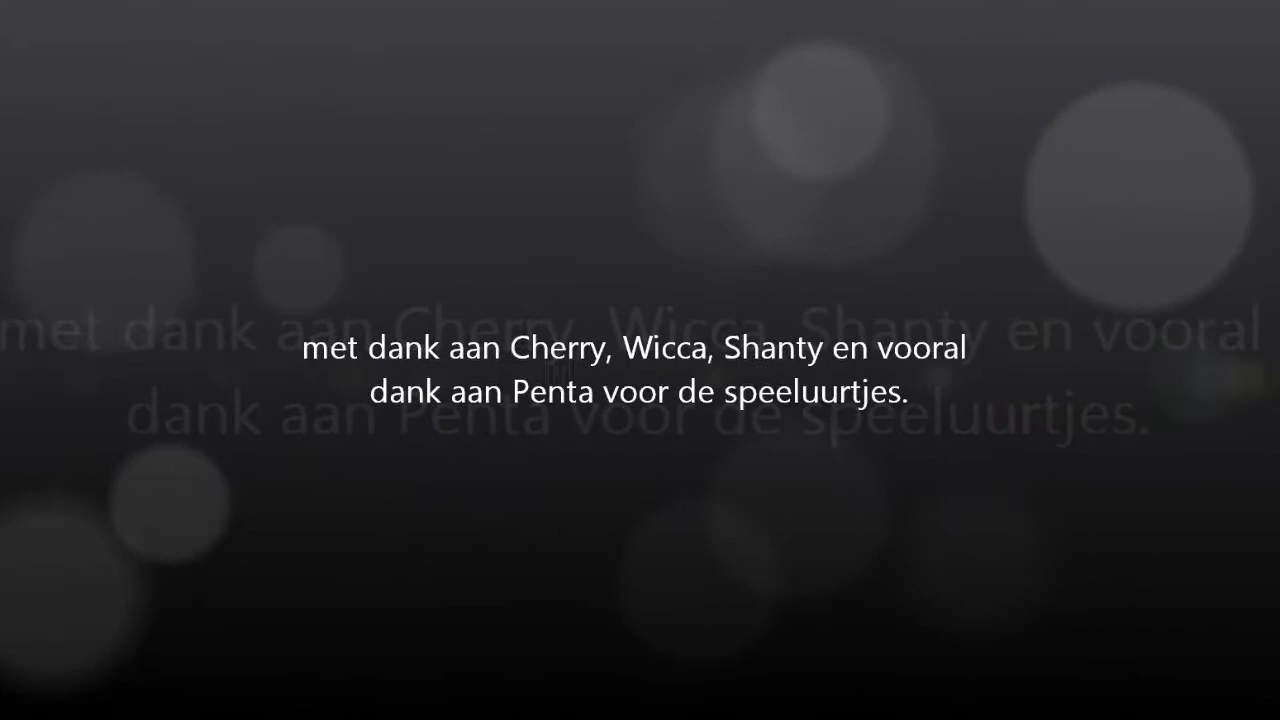 met dank aan Cherry, Wicca, Shanty en vooral
dank aan Penta voor de speeluurtjes.